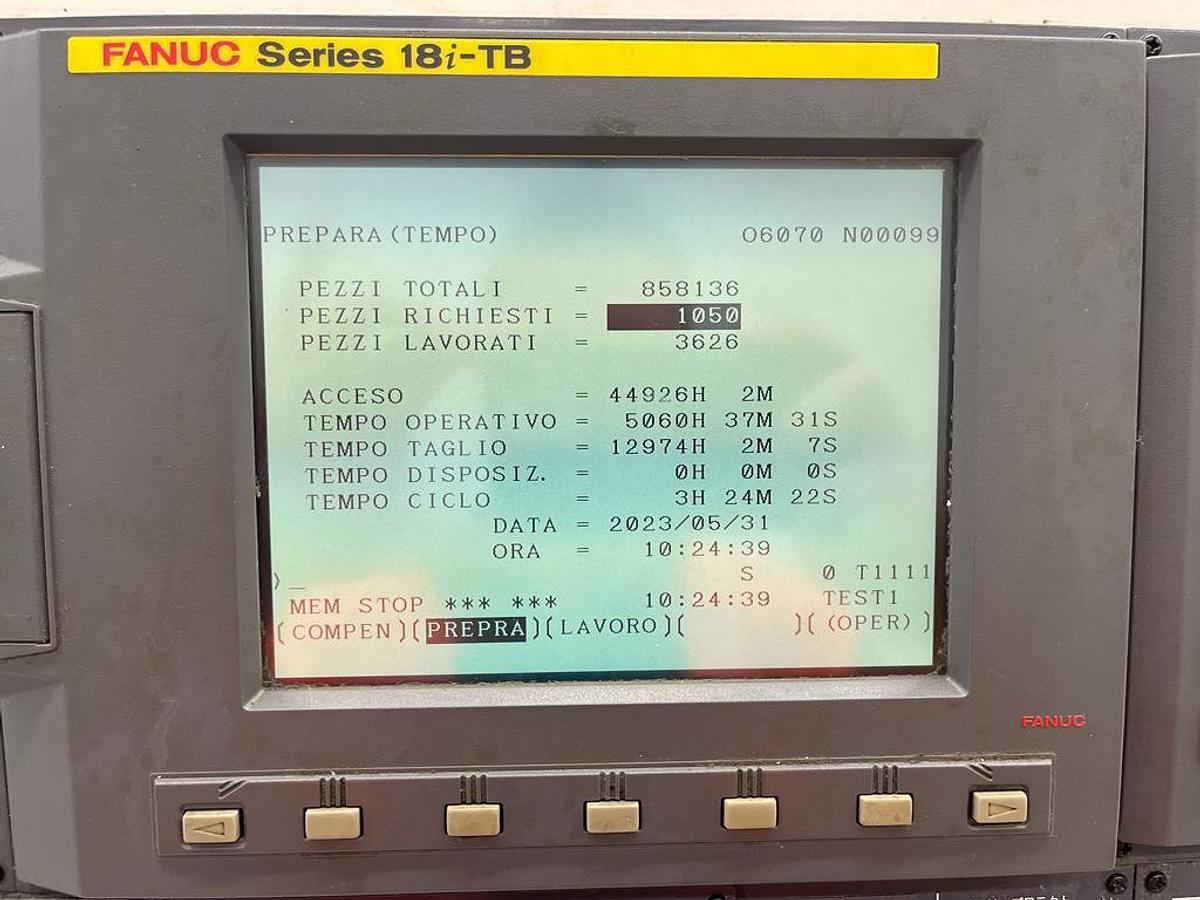 FANUC Series 18i-TB
PREPARA(TEMPO) O6070 N00099
PEZZI TOTALI = 858136
PEZZI RICHIESTI = 1050
PEZZI LAVORATI = 3626
ACCESO = 44926H 2M
TEMPO OPERATIVO = 5060H 37M 31S
TEMPO TAGLIO = 12974H 2M 7S
TEMPO DISPOSIZ. = 0H 0M 0S
TEMPO CICLO = 3H 24M 22S
DATA = 2023/05/31
ORA = 10:24:39
>_ S 0 T1111
MEM STOP *** *** 10:24:39 TEST1
(COMPEN)(PREPRA)(LAVORO)( )( (OPER) )
FANUC